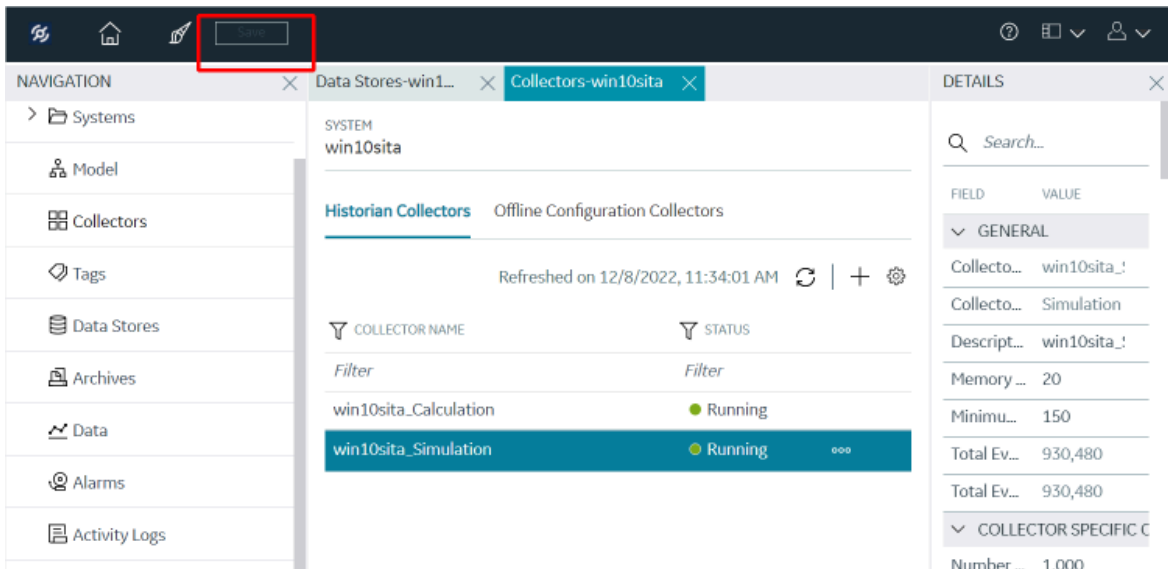 Save
NAVIGATION
Systems
Model
Collectors
Tags
Data Stores
Archives
Data
Alarms
Activity Logs
Data Stores-win1...
Collectors-win10sita
SYSTEM
win10sita
Historian Collectors
Offline Configuration Collectors
Refreshed on 12/8/2022, 11:34:01 AM
COLLECTOR NAME STATUS
Filter Filter
win10sita_Calculation Running
win10sita_Simulation Running
DETAILS
Search...
FIELD VALUE
GENERAL
Collecto... win10sita_
Collecto... Simulation
Descript... win10sita_
Memory ... 20
Minimu... 150
Total Ev... 930,480
Total Ev... 930,480
COLLECTOR SPECIFIC C
Number ... 1,000